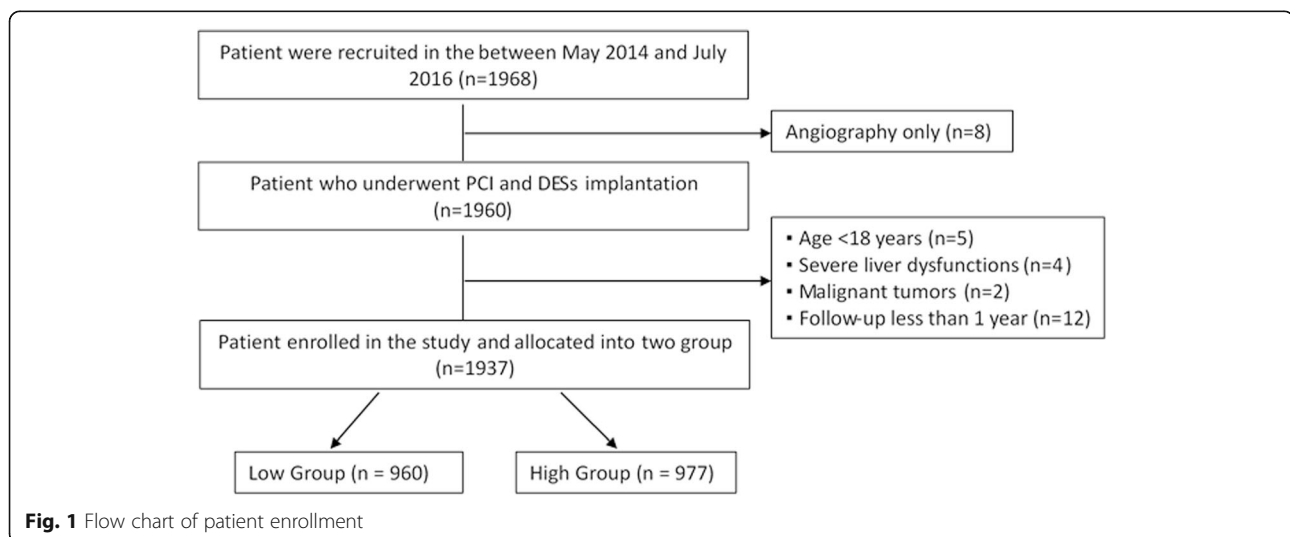 Patient were recruited in the between May 2014 and July
2016 (n=1968)
Angiography only (n=8)
Patient who underwent PCI and DESs implantation
(n=1960)
▪ Age <18 years (n=5)
▪ Severe liver dysfunctions (n=4)
▪ Malignant tumors (n=2)
▪ Follow-up less than 1 year (n=12)
Patient enrolled in the study and allocated into two group
(n=1937)
Low Group (n = 960)
High Group (n = 977)
Fig. 1 Flow chart of patient enrollment